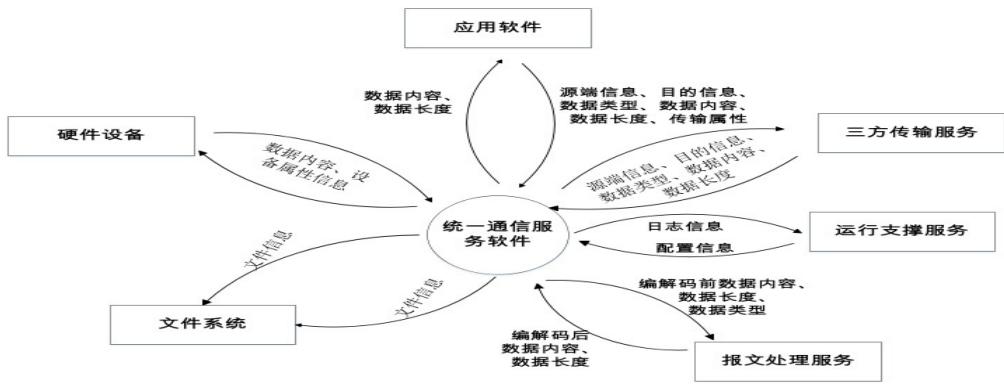 应用软件
数据内容、
数据长度
源端信息、目的信息、
数据类型、数据内容、
数据长度、传输属性
硬件设备
数据内容、设
备属性信息
三方传输服务
源端信息、目的信息、
数据类型、数据内容、
数据长度
统一通信服
务软件
日志信息
配置信息
运行支撑服务
文件信息
文件信息
文件系统
编解码前数据内容、
数据长度、
数据类型
编解码后
数据内容、
数据长度
报文处理服务